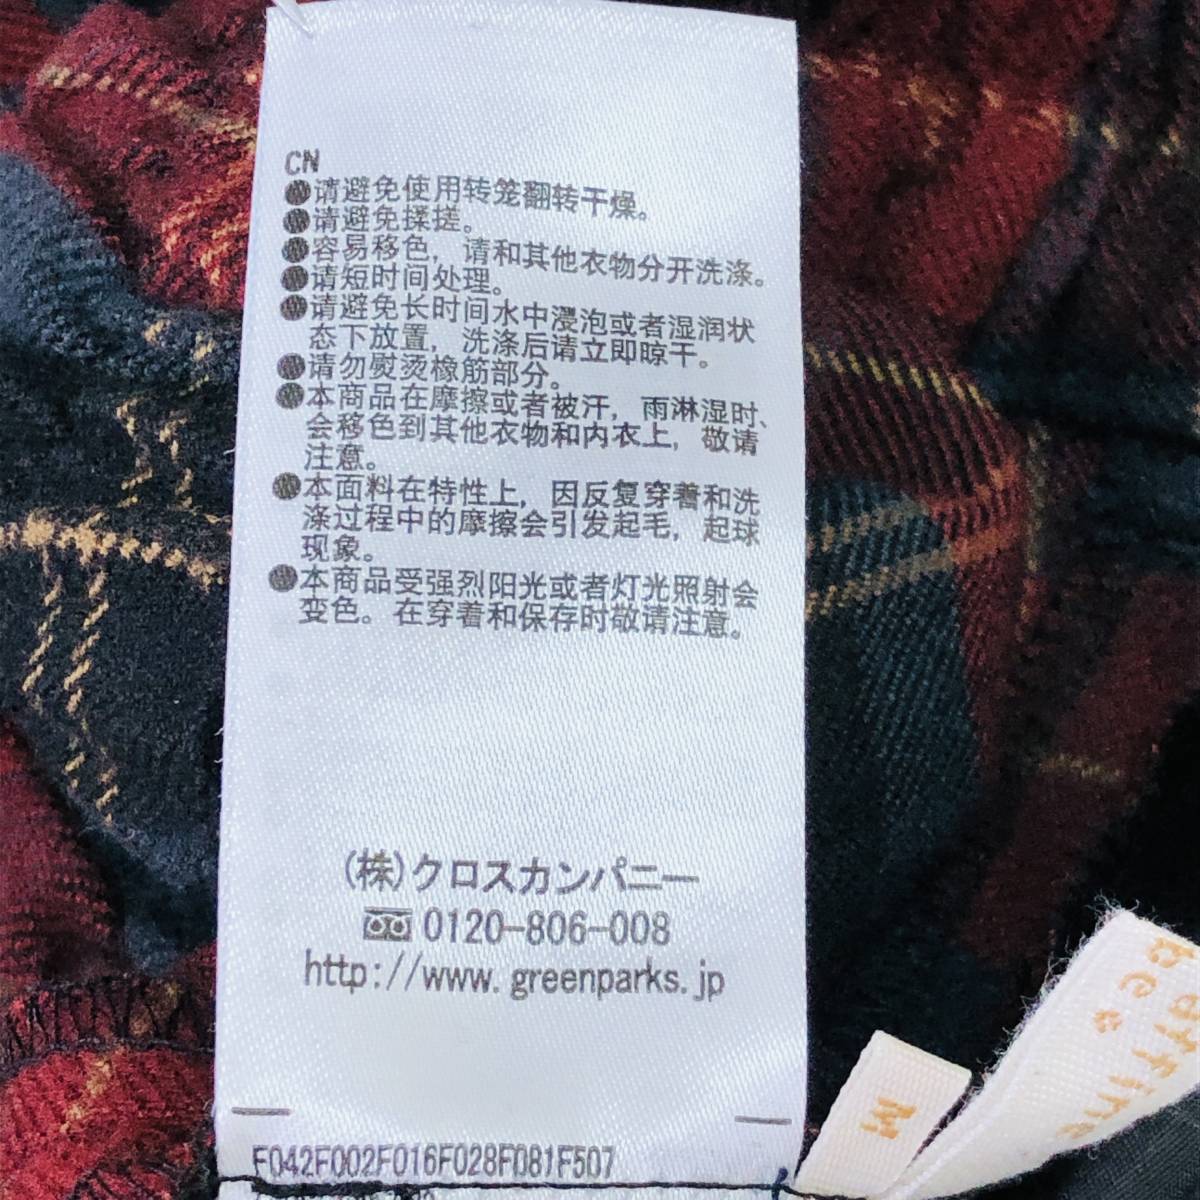 CN
●请避免使用转笼翻转干燥。
●请避免揉搓。
●容易移色，请和其他衣物分开洗涤。
●请短时间处理。
●请避免长时间水中浸泡或者湿润状
态下放置，洗涤后请立即晾干。
●请勿熨烫橡筋部分。
●本商品在摩擦或者被汗，雨淋湿时、
会移色到其他衣物和内衣上，敬请
注意。
●本面料在特性上，因反复穿着和洗
涤过程中的摩擦会引发起毛，起球
现象。
●本商品受强烈阳光或者灯光照射会
变色。在穿着和保存时敬请注意。
(株)クロスカンパニー
0120-806-008
http://www.greenparks.jp
F042F002F016F028F081F507
M